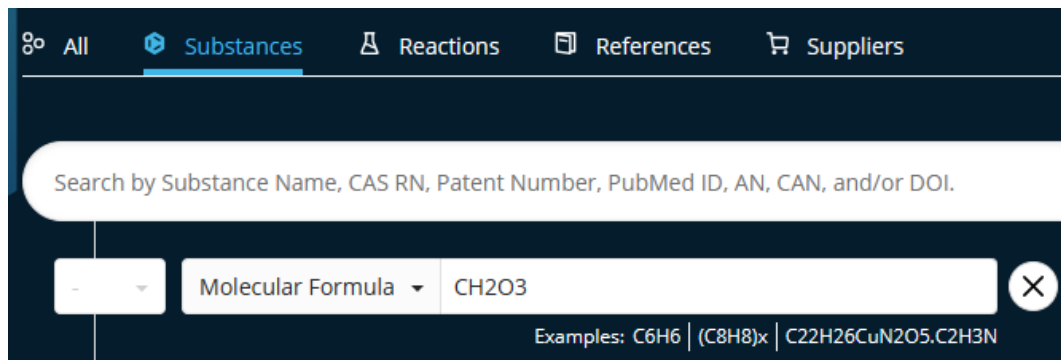 All Substances Reactions References Suppliers
Search by Substance Name, CAS RN, Patent Number, PubMed ID, AN, CAN, and/or DOI.
- Molecular Formula CH2O3
Examples: C6H6 | (C8H8)x | C22H26CuN2O5.C2H3N